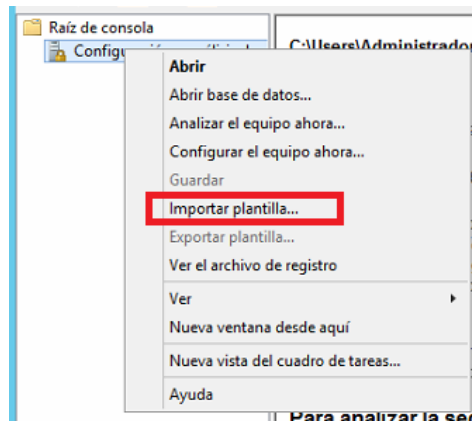 Raíz de consola
C:\Users\Administrador
Abrir
Abrir base de datos...
Analizar el equipo ahora...
Configurar el equipo ahora...
Guardar
Importar plantilla...
Exportar plantilla...
Ver el archivo de registro
Ver
Nueva ventana desde aquí
Nueva vista del cuadro de tareas...
Ayuda
Para analizar la